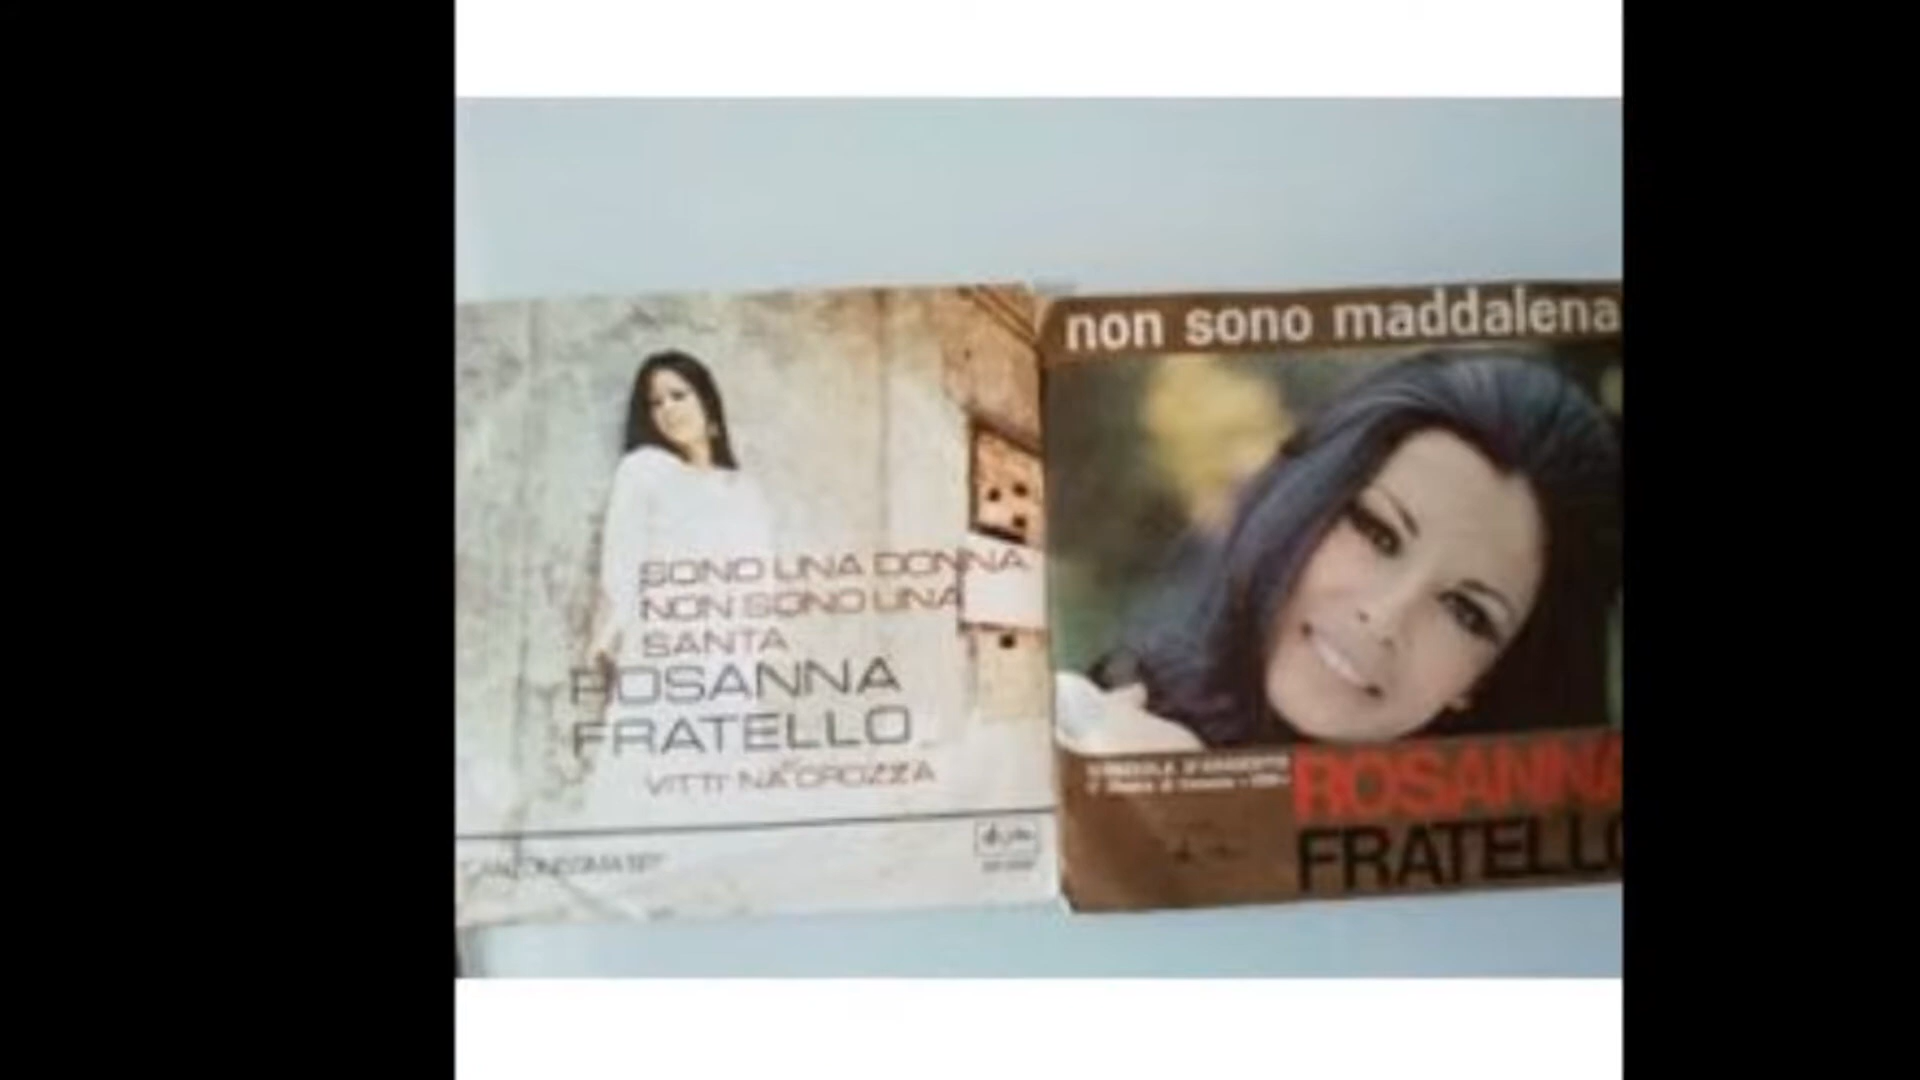 SONO UNA DONNA
NON SONO UNA
SANTA
ROSANNA
FRATELLO
VITTI 'NA CROZZA
non sono maddalena
ROSANNA
FRATELLO